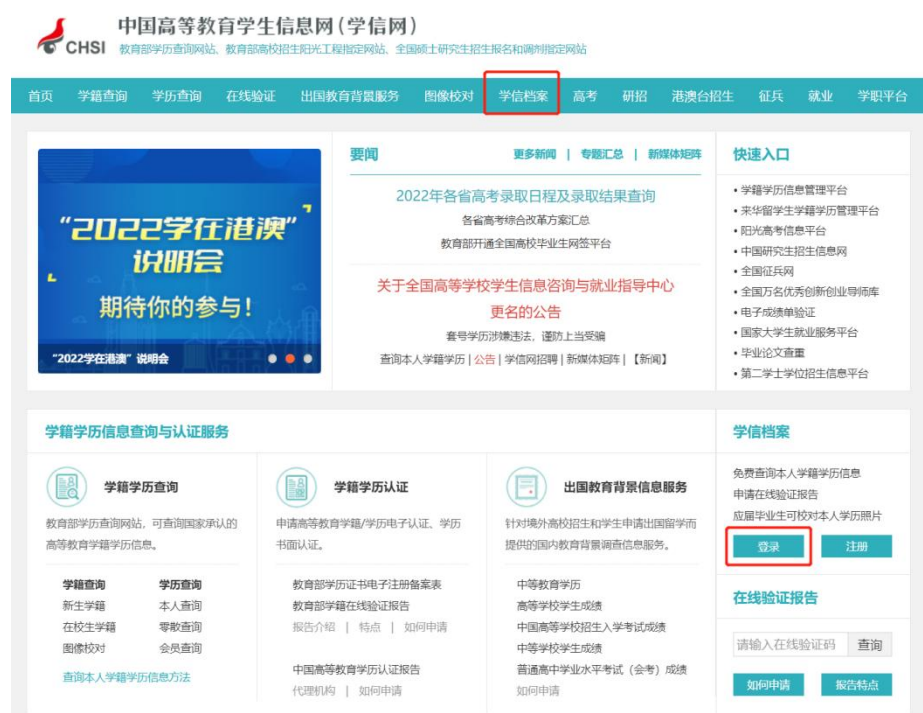 中国高等教育学生信息网(学信网)
CHSI 教育部学历查询网站、教育部高校招生阳光工程指定网站、全国硕士研究生招生报名和调剂指定网站
首页 学籍查询 学历查询 在线验证 出国教育背景服务 图像校对 学信档案 高考 研招 港澳台招生 征兵 就业 学职平台
“2022学在港澳”
说明会
期待你的参与!
“2022学在港澳”说明会
要闻 更多新闻 | 专题汇总 | 新媒体矩阵
2022年各省高考录取日程及录取结果查询
各省高考综合改革方案汇总
教育部开通全国高校毕业生网签平台
关于全国高等学校学生信息咨询与就业指导中心
更名的公告
套号学历涉嫌违法，谨防上当受骗
查询本人学籍学历 | 公告 | 学信网招聘 | 新媒体矩阵 | 【新闻】
快速入口
• 学籍学历信息管理平台
• 来华留学生学籍学历管理平台
• 阳光高考信息平台
• 中国研究生招生信息网
• 全国征兵网
• 全国万名优秀创新创业导师库
• 电子成绩单验证
• 国家大学生就业服务平台
• 毕业论文查重
• 第二学士学位招生信息平台
学籍学历信息查询与认证服务
学籍学历查询
教育部学历查询网站，可查询国家承认的
高等教育学籍学历信息。
学籍查询 学历查询
新生学籍 本人查询
在校生学籍 零散查询
图像校对 会员查询
查询本人学籍学历信息方法
学籍学历认证
申请高等教育学籍/学历电子认证、学历
书面认证。
教育部学历证书电子注册备案表
教育部学籍在线验证报告
报告介绍 | 特点 | 如何申请
中国高等教育学历认证报告
代理机构 | 如何申请
出国教育背景信息服务
针对境外高校招生和学生申请出国留学而
提供的国内教育背景调查信息服务。
中等教育学历
高等学校学生成绩
中国高等学校招生入学考试成绩
中等学校学生成绩
普通高中学业水平考试（会考）成绩
如何申请
学信档案
免费查询本人学籍学历信息
申请在线验证报告
应届毕业生可校对本人学历照片
登录 注册
在线验证报告
请输入在线验证码 查询
如何申请 报告特点